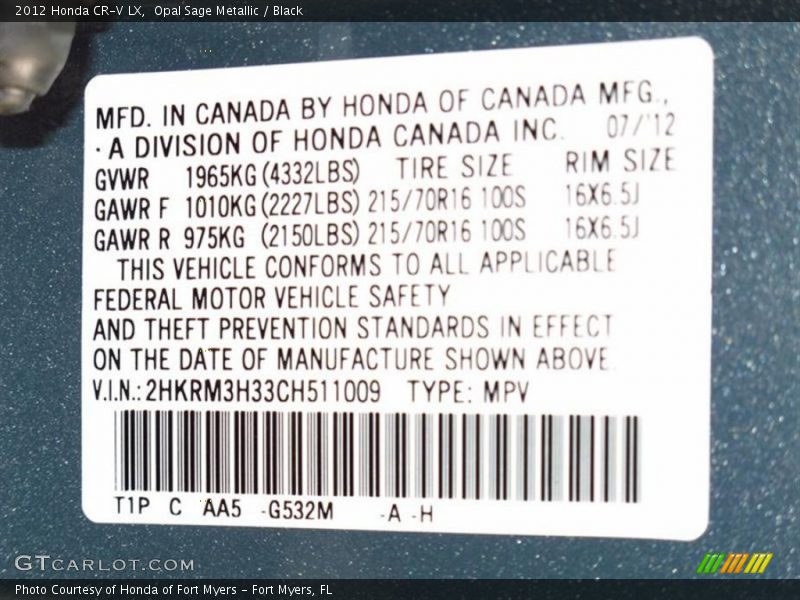 2012 Honda CR-V LX,  Opal Sage Metallic / Black
MFD. IN CANADA BY HONDA OF CANADA MFG.,
A DIVISION OF HONDA CANADA INC.   07/'12
GVWR   1965KG (4332LBS)   TIRE SIZE   RIM SIZE
GAWR F  1010KG (2227LBS) 215/70R16 100S   16X6.5J
GAWR R  975KG  (2150LBS) 215/70R16 100S   16X6.5J
THIS VEHICLE CONFORMS TO ALL APPLICABLE
FEDERAL MOTOR VEHICLE SAFETY
AND THEFT PREVENTION STANDARDS IN EFFECT
ON THE DATE OF MANUFACTURE SHOWN ABOVE.
V.I.N.: 2HKRM3H33CH511009   TYPE: MPV
T1P  C  AA5  -G532M   -A -H
GTCARLOT.COM
Photo Courtesy of Honda of Fort Myers - Fort Myers, FL